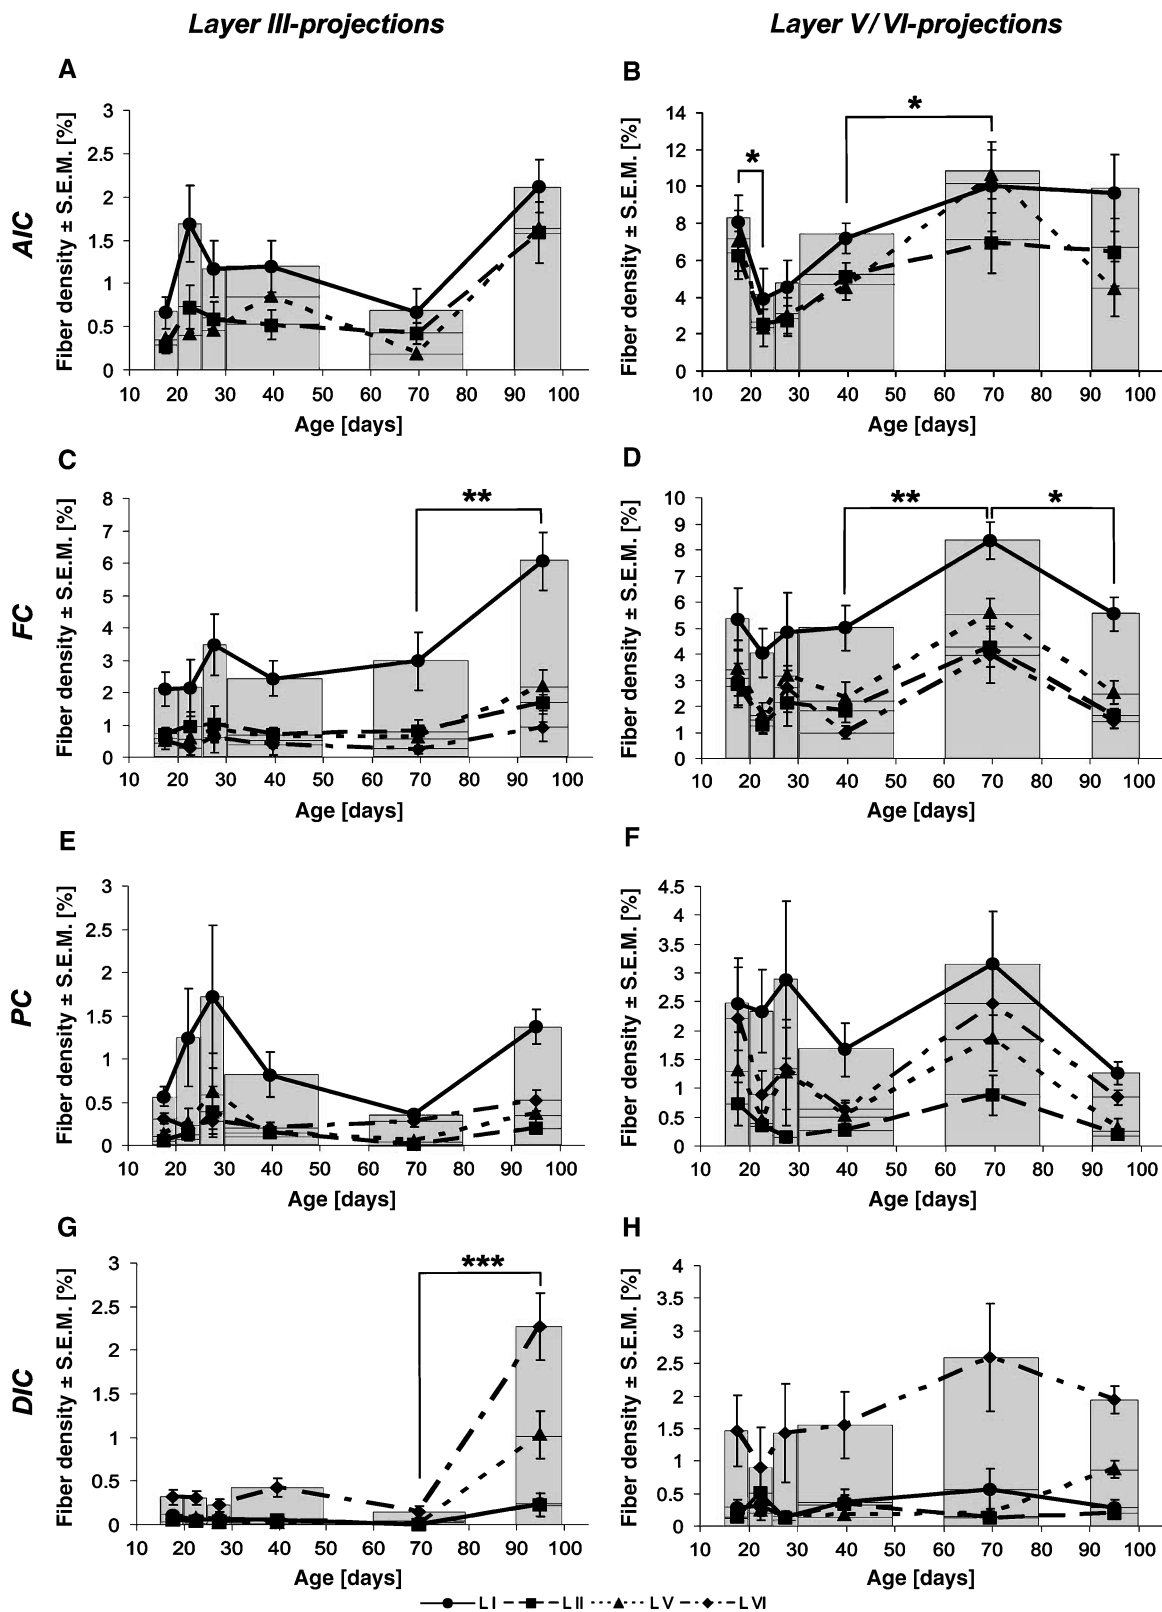 Layer III-projections
Layer V/VI-projections
A
AIC
Fiber density ± S.E.M. [%]
3
2.5
2
1.5
1
0.5
0
10 20 30 40 50 60 70 80 90 100
Age [days]
B
Fiber density ± S.E.M. [%]
14
12
10
8
6
4
2
0
*
*
10 20 30 40 50 60 70 80 90 100
Age [days]
C
FC
Fiber density ± S.E.M. [%]
8
7
6
5
4
3
2
1
0
**
10 20 30 40 50 60 70 80 90 100
Age [days]
D
Fiber density ± S.E.M. [%]
10
9
8
7
6
5
4
3
2
1
0
**
*
10 20 30 40 50 60 70 80 90 100
Age [days]
E
PC
Fiber density ± S.E.M. [%]
3
2.5
2
1.5
1
0.5
0
10 20 30 40 50 60 70 80 90 100
Age [days]
F
Fiber density ± S.E.M. [%]
4.5
4
3.5
3
2.5
2
1.5
1
0.5
0
10 20 30 40 50 60 70 80 90 100
Age [days]
G
DIC
Fiber density ± S.E.M. [%]
3
2.5
2
1.5
1
0.5
0
***
10 20 30 40 50 60 70 80 90 100
Age [days]
H
Fiber density ± S.E.M. [%]
4
3.5
3
2.5
2
1.5
1
0.5
0
10 20 30 40 50 60 70 80 90 100
Age [days]
L I L II L V L VI